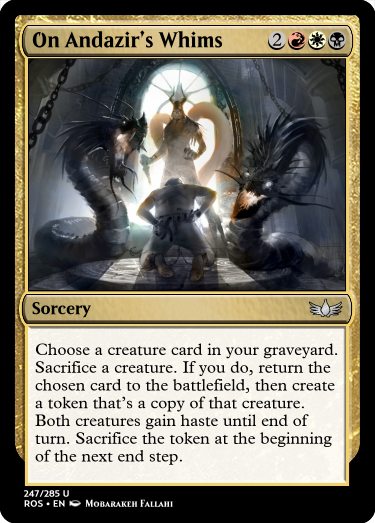 On Andazir's Whims 2
Sorcery
Choose a creature card in your graveyard.
Sacrifice a creature. If you do, return the
chosen card to the battlefield, then create
a token that's a copy of that creature.
Both creatures gain haste until end of
turn. Sacrifice the token at the beginning
of the next end step.
247/285 U
ROS • EN Mobarakeh Fallahi